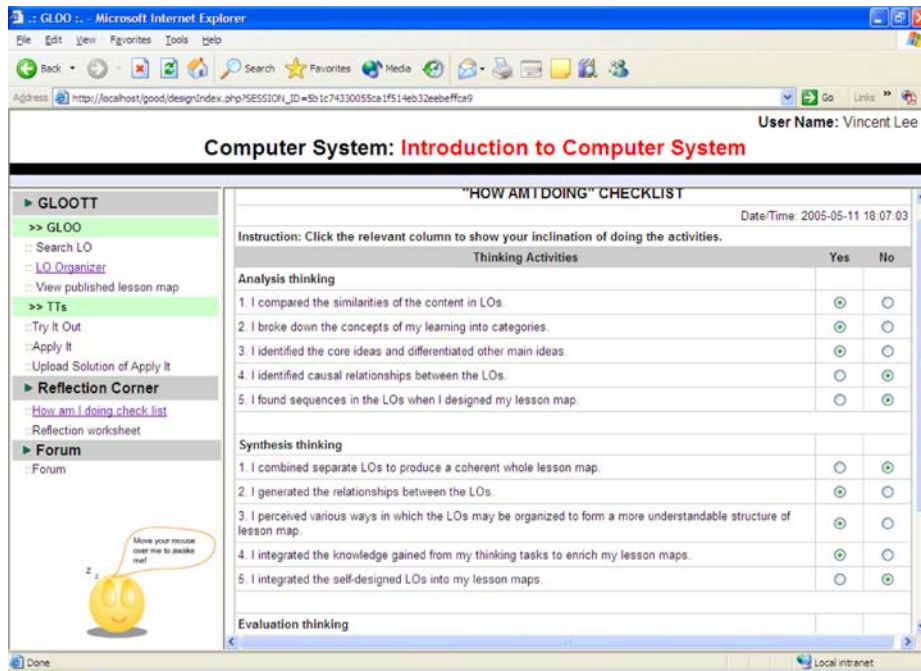 .: GLOO :. - Microsoft Internet Explorer
File Edit View Favorites Tools Help
Back Search Favorites Media
Address http://localhost/good/designIndex.php?SESSION_ID=5b1c74330055ca1f514eb32eebeffca9 Go Links »
User Name: Vincent Lee
Computer System: Introduction to Computer System
GLOOTT
>> GLOO
:: Search LO
:: LO Organizer
:: View published lesson map
>> TTs
::Try It Out
::Apply It
::Upload Solution of Apply It
Reflection Corner
::How am I doing check list
::Reflection worksheet
Forum
::Forum
Move your mouse
over me to awake
me!
z z
"HOW AM I DOING" CHECKLIST
Date/Time: 2005-05-11 18:07:03
Instruction: Click the relevant column to show your inclination of doing the activities.
Thinking Activities Yes No
Analysis thinking
1. I compared the similarities of the content in LOs.
2. I broke down the concepts of my learning into categories.
3. I identified the core ideas and differentiated other main ideas.
4. I identified causal relationships between the LOs.
5. I found sequences in the LOs when I designed my lesson map.
Synthesis thinking
1. I combined separate LOs to produce a coherent whole lesson map.
2. I generated the relationships between the LOs.
3. I perceived various ways in which the LOs may be organized to form a more understandable structure of
lesson map.
4. I integrated the knowledge gained from my thinking tasks to enrich my lesson maps.
5. I integrated the self-designed LOs into my lesson maps.
Evaluation thinking
Done Local intranet